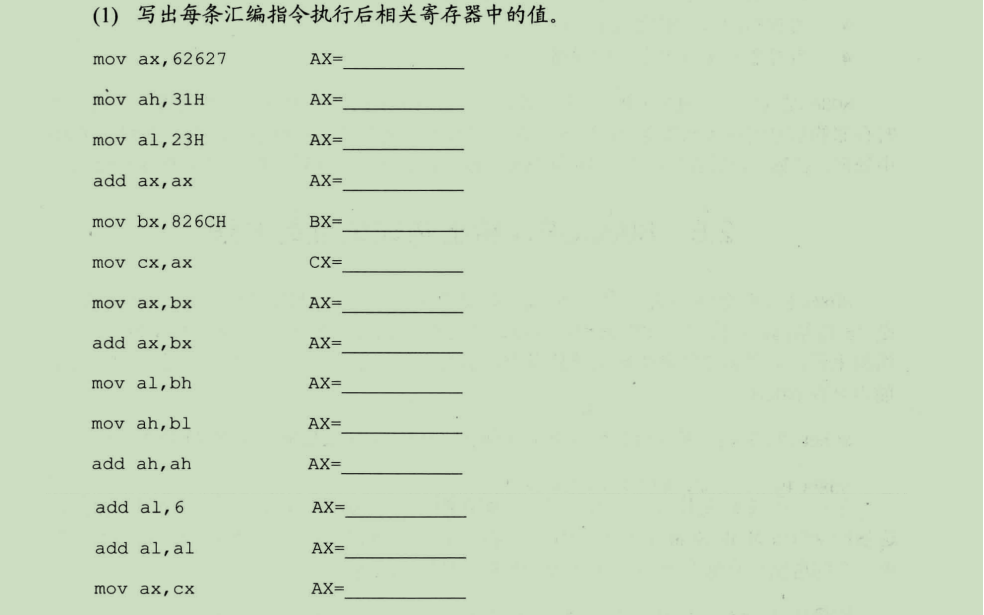 (1) 写出每条汇编指令执行后相关寄存器中的值。
mov ax,62627 AX=
mov ah,31H AX=
mov al,23H AX=
add ax,ax AX=
mov bx,826CH BX=
mov cx,ax CX=
mov ax,bx AX=
add ax,bx AX=
mov al,bh AX=
mov ah,bl AX=
add ah,ah AX=
add al,6 AX=
add al,al AX=
mov ax,cx AX=